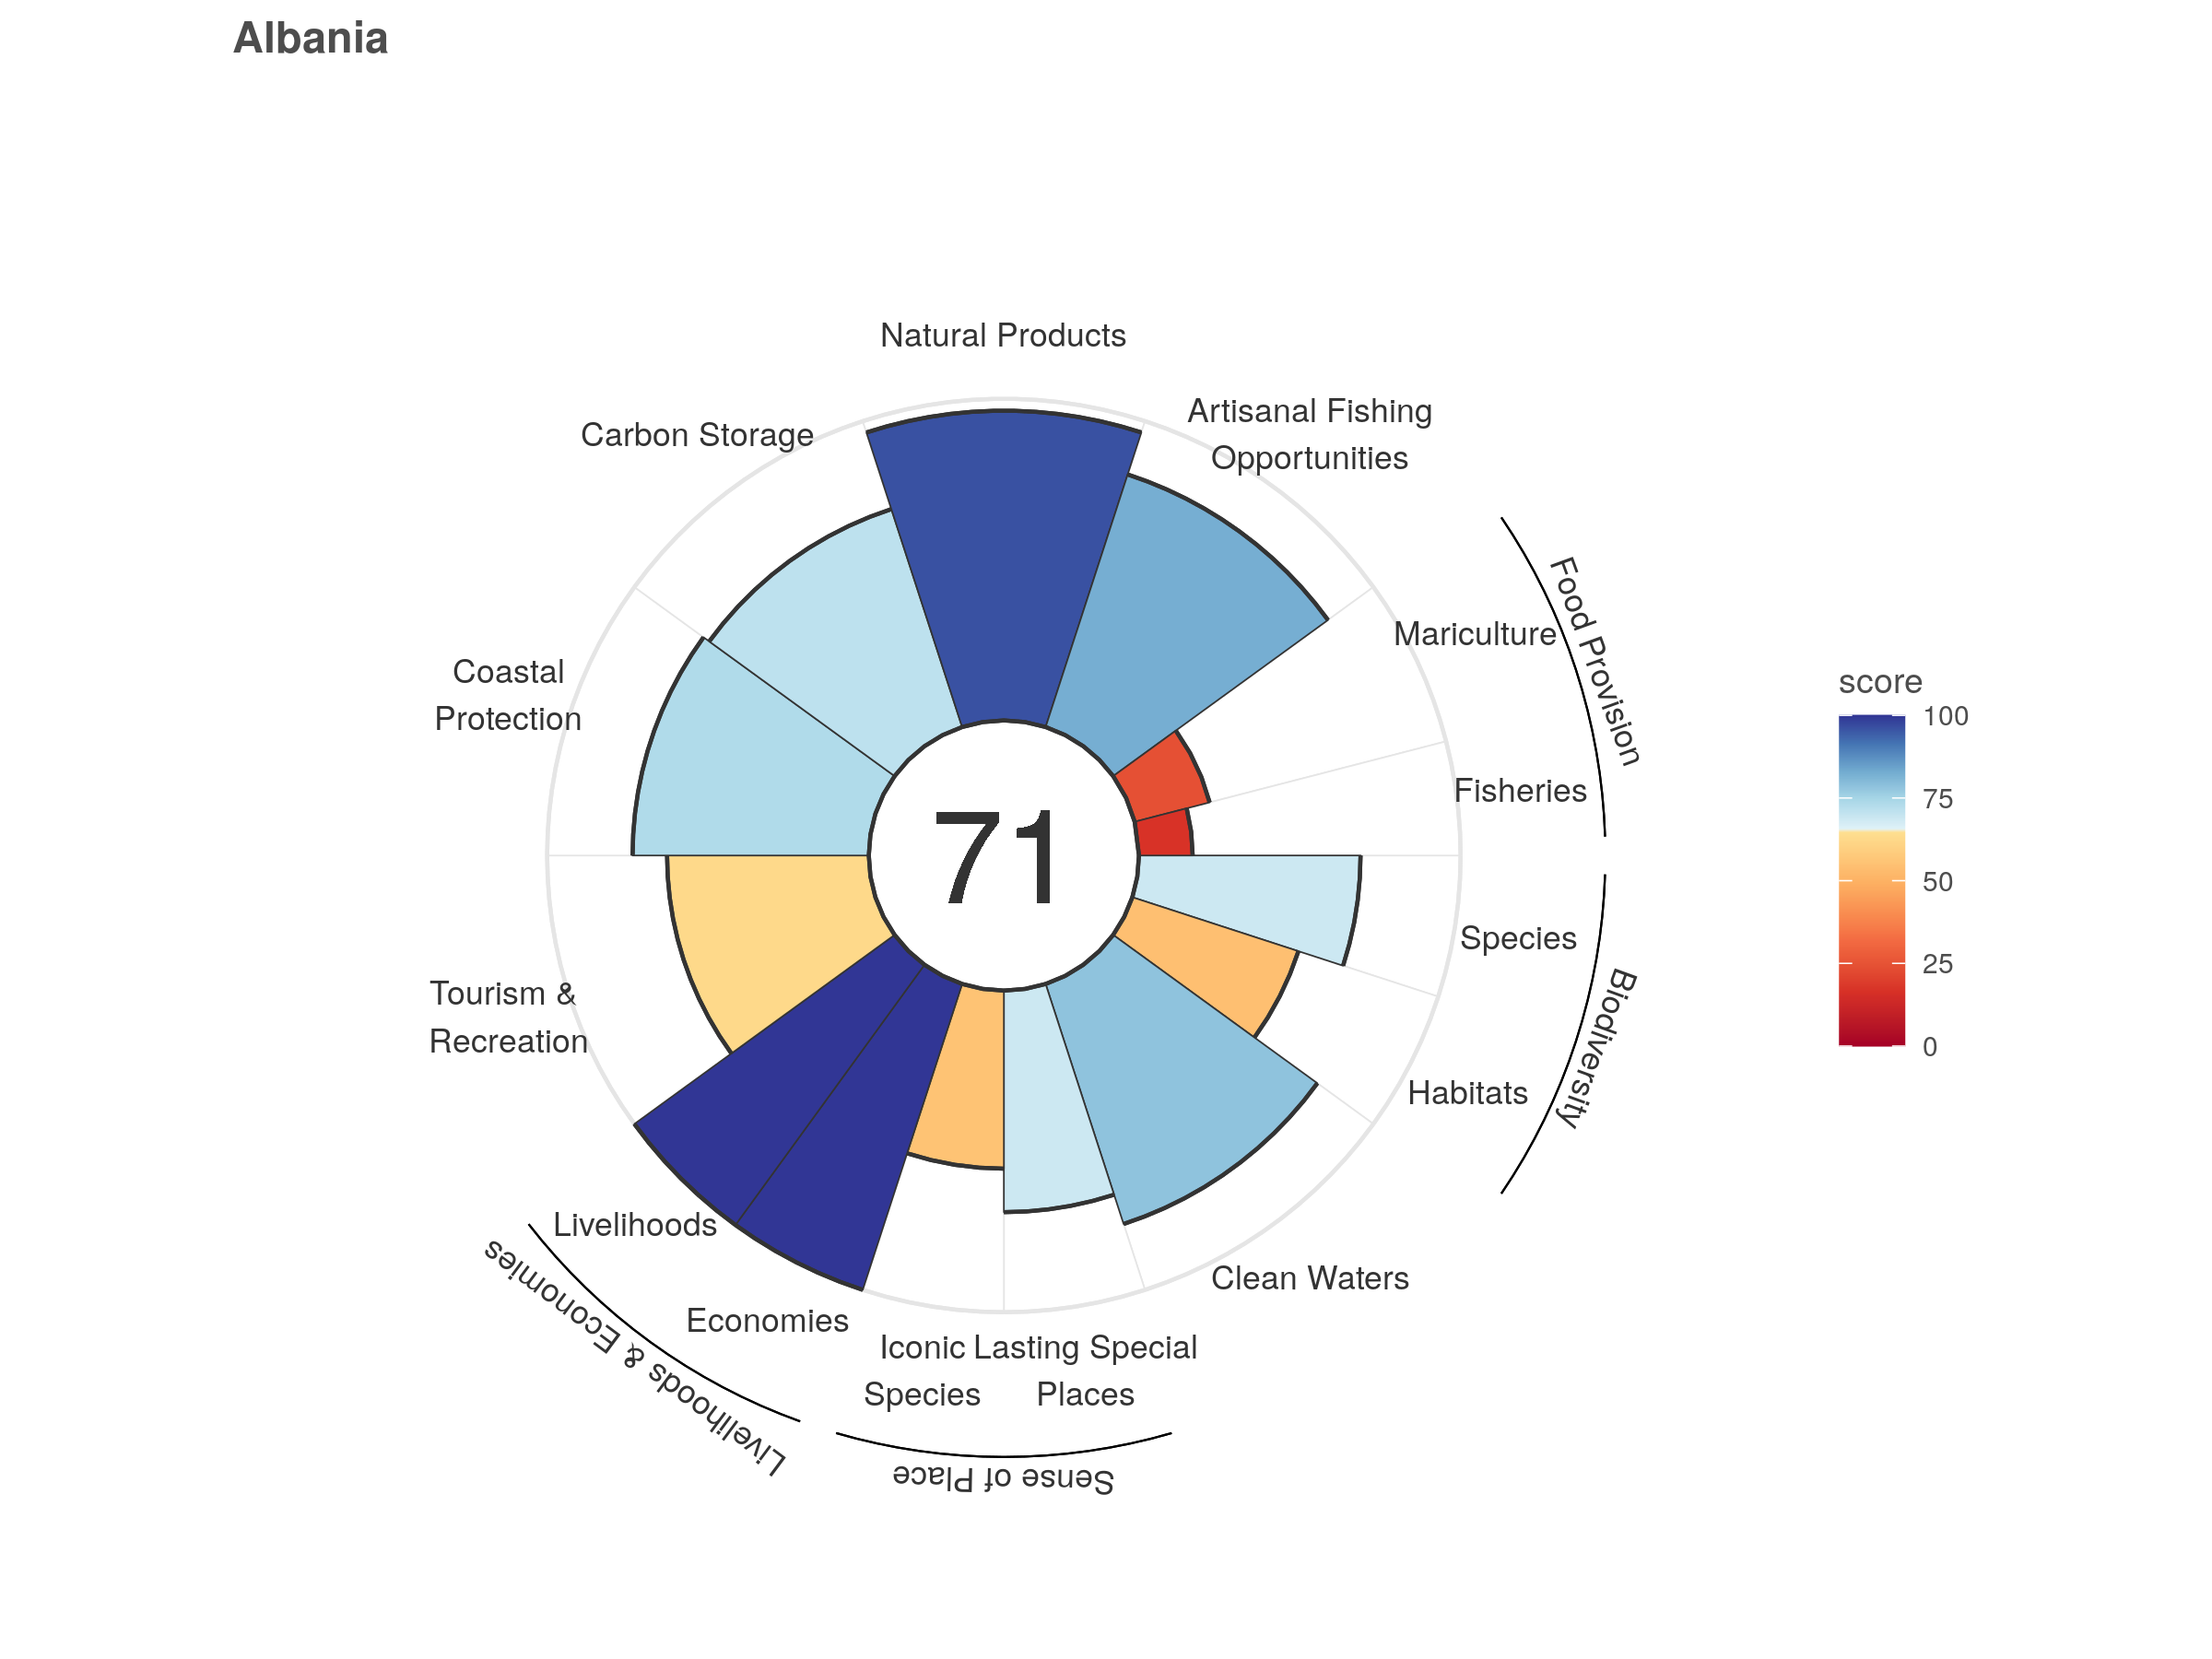 Albania
Natural Products
Artisanal Fishing
Opportunities
Carbon Storage
Food Provision
Mariculture
Coastal
Protection
Fisheries
score
100
75
50
25
0
71
Species
Biodiversity
Tourism &
Recreation
Habitats
Livelihoods
Clean Waters
Economies
Iconic
Species
Lasting Special
Places
Livelihoods & Economies
Sense of Place